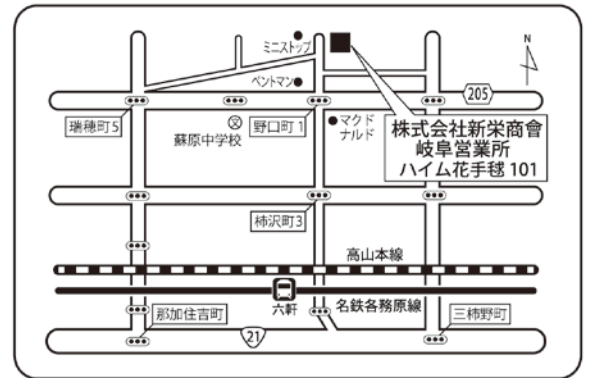 ミニストップ
N
ベントマン
205
瑞穂町5
蘇原中学校
文
野口町1
マクド
ナルド
株式会社新栄商會
岐阜営業所
ハイム花手毬 101
柿沢町3
高山本線
六軒
名鉄各務原線
那加住吉町
21
三柿野町